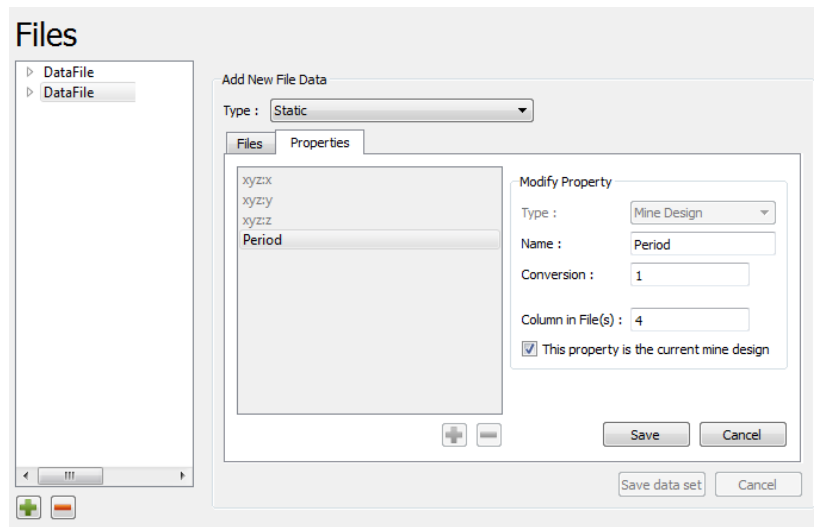 Files
DataFile
DataFile
Add New File Data
Type : Static
Files Properties
xyz:x
xyz:y
xyz:z
Period
Modify Property
Type : Mine Design
Name : Period
Conversion : 1
Column in File(s) : 4
This property is the current mine design
Save Cancel
Save data set Cancel